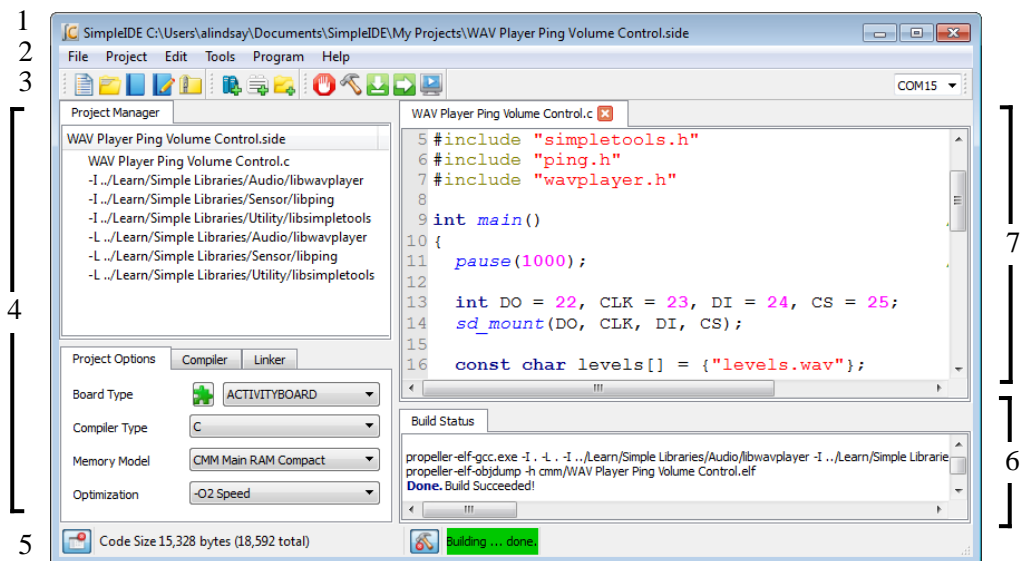 1
SimpleIDE C:\Users\alindsay\Documents\SimpleIDE\My Projects\WAV Player Ping Volume Control.side
2
File Project Edit Tools Program Help
3
COM15
4
Project Manager
WAV Player Ping Volume Control.side
WAV Player Ping Volume Control.c
-I ../Learn/Simple Libraries/Audio/libwavplayer
-I ../Learn/Simple Libraries/Sensor/libping
-I ../Learn/Simple Libraries/Utility/libsimpletools
-L ../Learn/Simple Libraries/Audio/libwavplayer
-L ../Learn/Simple Libraries/Sensor/libping
-L ../Learn/Simple Libraries/Utility/libsimpletools
Project Options Compiler Linker
Board Type ACTIVITYBOARD
Compiler Type C
Memory Model CMM Main RAM Compact
Optimization -O2 Speed
7
WAV Player Ping Volume Control.c
5 #include "simpletools.h"
6 #include "ping.h"
7 #include "wavplayer.h"
8
9 int main()
10 {
11 pause(1000);
12
13 int DO = 22, CLK = 23, DI = 24, CS = 25;
14 sd_mount(DO, CLK, DI, CS);
15
16 const char levels[] = {"levels.wav"};
6
Build Status
propeller-elf-gcc.exe -I . -L . -I ../Learn/Simple Libraries/Audio/libwavplayer -I ../Learn/Simple Librarie
propeller-elf-objdump -h cmm/WAV Player Ping Volume Control.elf
Done. Build Succeeded!
5
Code Size 15,328 bytes (18,592 total)
Building ... done.